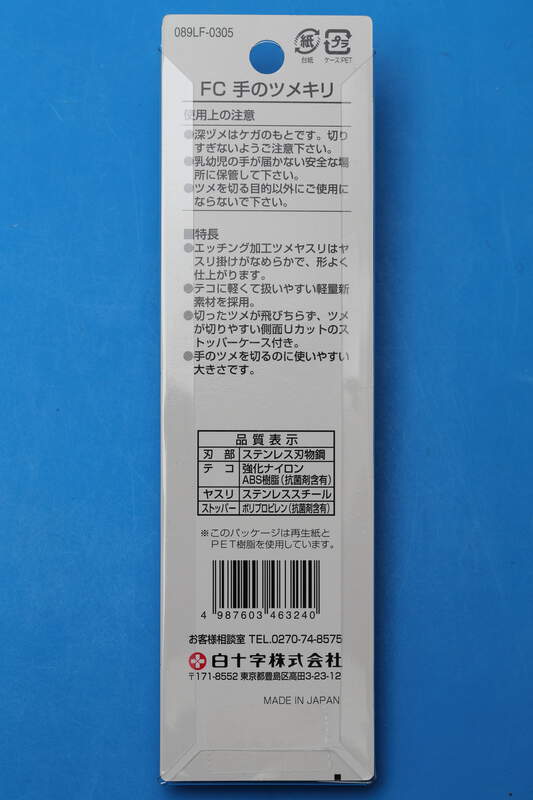 089LF-0305
紙
台紙
プラ
ケース:PET
FC 手のツメキリ
使用上の注意
●深ヅメはケガのもとです。切り
すぎないようご注意下さい。
●乳幼児の手が届かない安全な場
所に保管して下さい。
●ツメを切る目的以外にご使用に
ならないで下さい。
■特長
●エッチング加工ツメヤスリはヤ
スリ掛けがなめらかで、形よく
仕上がります。
●テコに軽くて扱いやすい軽量新
素材を採用。
●切ったツメが飛びちらず、ツメ
が切りやすい側面Uカットのス
トッパーケース付き。
●手のツメを切るのに使いやすい
大きさです。
品質表示
刃部 ステンレス刃物鋼
テコ 強化ナイロン
ABS樹脂(抗菌剤含有)
ヤスリ ステンレススチール
ストッパー ポリプロピレン(抗菌剤含有)
※このパッケージは再生紙と
PET樹脂を使用しています。
4 987603 463240
お客様相談室 TEL.0270-74-8575
白十字株式会社
〒171-8552 東京都豊島区高田3-23-12
MADE IN JAPAN